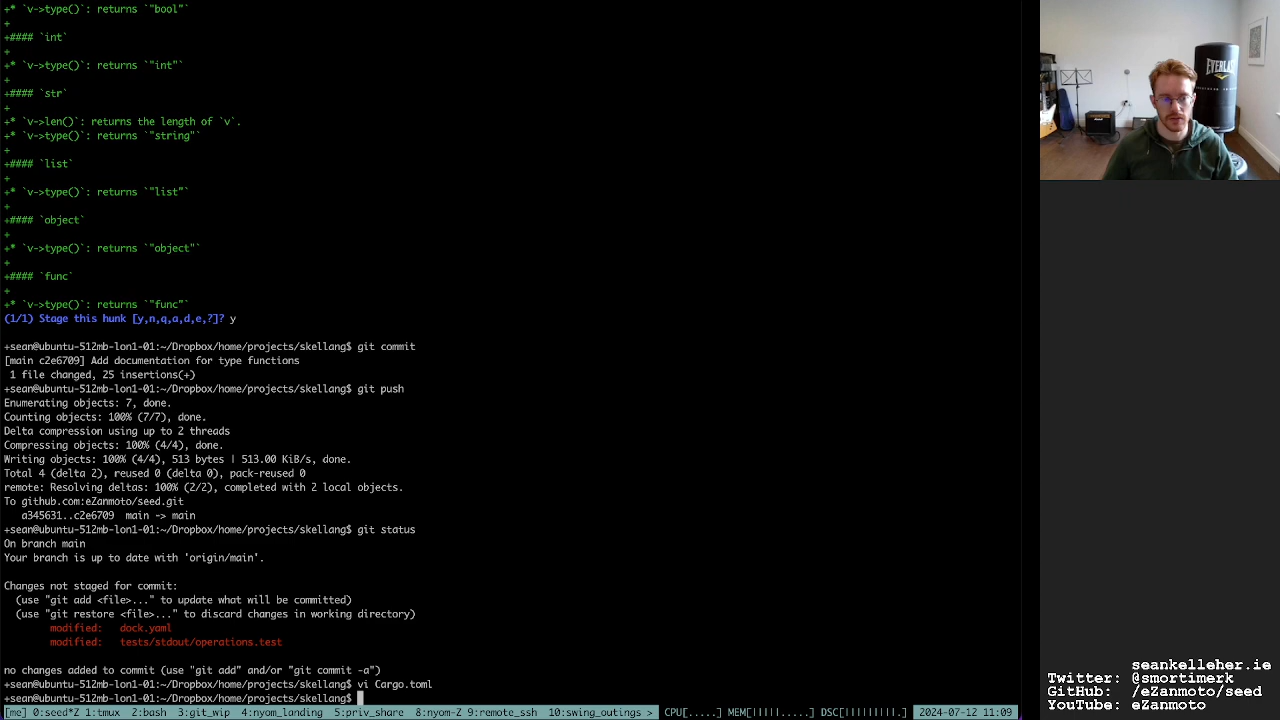 +* `v->type()`: returns `"bool"`
+
+#### `int`
+
+* `v->type()`: returns `"int"`
+
+#### `str`
+
+* `v->len()`: returns the length of `v`.
+* `v->type()`: returns `"string"`
+
+#### `list`
+
+* `v->type()`: returns `"list"`
+
+#### `object`
+
+* `v->type()`: returns `"object"`
+
+#### `func`
+
+* `v->type()`: returns `"func"`
(1/1) Stage this hunk [y,n,q,a,d,e,?]? y
+sean@ubuntu-512mb-lon1-01:~/Dropbox/home/projects/skellang$ git commit
[main c2e6709] Add documentation for type functions
 1 file changed, 25 insertions(+)
+sean@ubuntu-512mb-lon1-01:~/Dropbox/home/projects/skellang$ git push
Enumerating objects: 7, done.
Counting objects: 100% (7/7), done.
Delta compression using up to 2 threads
Compressing objects: 100% (4/4), done.
Writing objects: 100% (4/4), 513 bytes | 513.00 KiB/s, done.
Total 4 (delta 2), reused 0 (delta 0), pack-reused 0
remote: Resolving deltas: 100% (2/2), completed with 2 local objects.
To github.com:eZanmoto/seed.git
   a345631..c2e6709  main -> main
+sean@ubuntu-512mb-lon1-01:~/Dropbox/home/projects/skellang$ git status
On branch main
Your branch is up to date with 'origin/main'.
Changes not staged for commit:
  (use "git add <file>..." to update what will be committed)
  (use "git restore <file>..." to discard changes in working directory)
        modified:   dock.yaml
        modified:   tests/stdout/operations.test
no changes added to commit (use "git add" and/or "git commit -a")
+sean@ubuntu-512mb-lon1-01:~/Dropbox/home/projects/skellang$ vi Cargo.toml
+sean@ubuntu-512mb-lon1-01:~/Dropbox/home/projects/skellang$
[me] 0:seed*Z 1:tmux 2:bash 3:git_wip 4:nyom_landing 5:priv_share 8:nyom-Z 9:remote_ssh 10:swing_outings > CPU[.....] MEM[|||||.....] DSC[|||||||||.] 2024-07-12 11:09
EVERLAST
Website: seankelleher.ie
Twitter: /@smortimerk
GitHub: /eZanmoto
YouTube: /seed